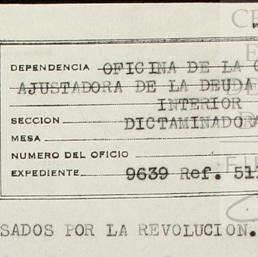 DEPENDENCIA OFICINA DE LA
AJUSTADORA DE LA DEUDA
INTERIOR
SECCION DICTAMINADORA
MESA
NUMERO DEL OFICIO
EXPEDIENTE 9639 Ref. 511
SADOS POR LA REVOLUCION.